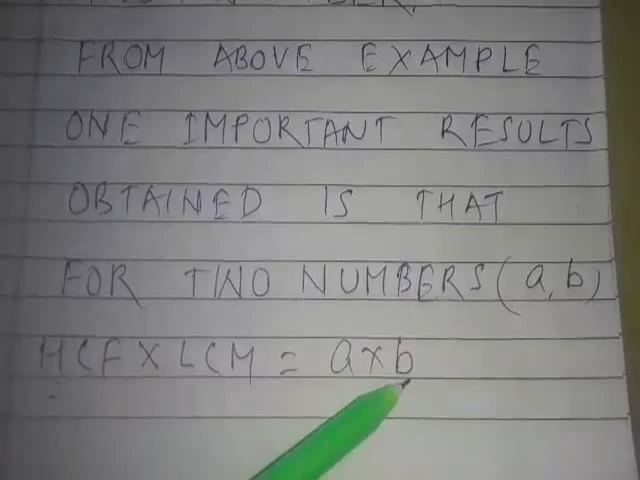 FROM ABOVE EXAMPLE
ONE IMPORTANT RESULTS
OBTAINED IS THAT
FOR TWO NUMBERS (a,b)
HCF X LCM = a x b